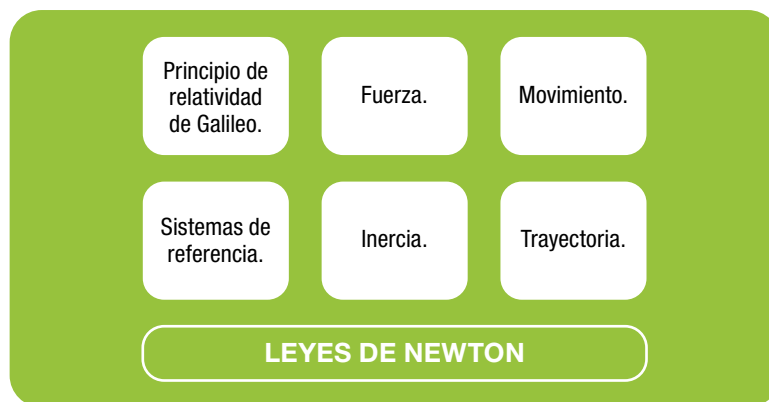 Principio de
relatividad
de Galileo.
Fuerza.
Movimiento.
Sistemas de
referencia.
Inercia.
Trayectoria.
LEYES DE NEWTON